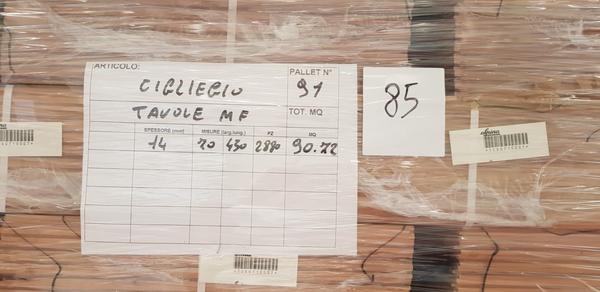 ARTICOLO:
CIGLIEGIO
PALLET N°
91
TAVOLE MF
TOT. MQ
SPESSORE (mm) MISURE (larg./lung.) PZ MQ
14 70 450 2880 90.72
85